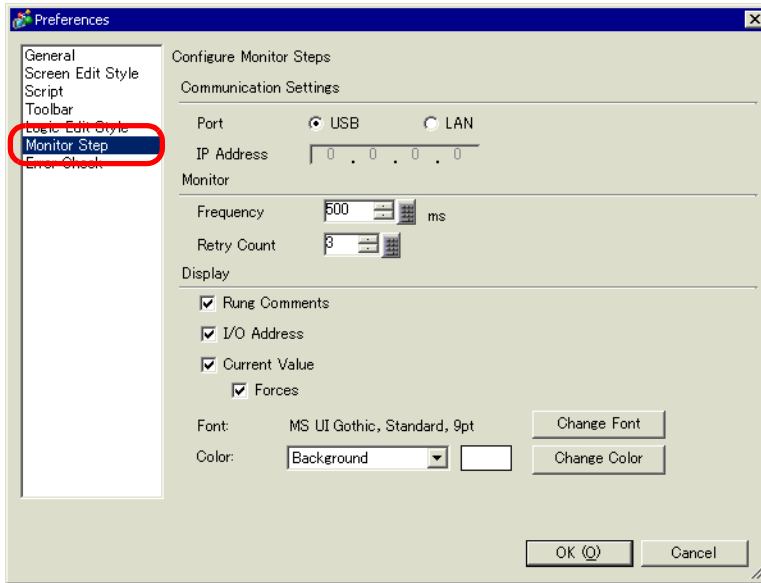 Preferences
General
Screen Edit Style
Script
Toolbar
Logic Edit Style
Monitor Step
Error Check
Configure Monitor Steps
Communication Settings
Port USB LAN
IP Address 0 . 0 . 0 . 0
Monitor
Frequency 500 ms
Retry Count 3
Display
Rung Comments
I/O Address
Current Value
Forces
Font: MS UI Gothic, Standard, 9pt Change Font
Color: Background Change Color
OK (O) Cancel